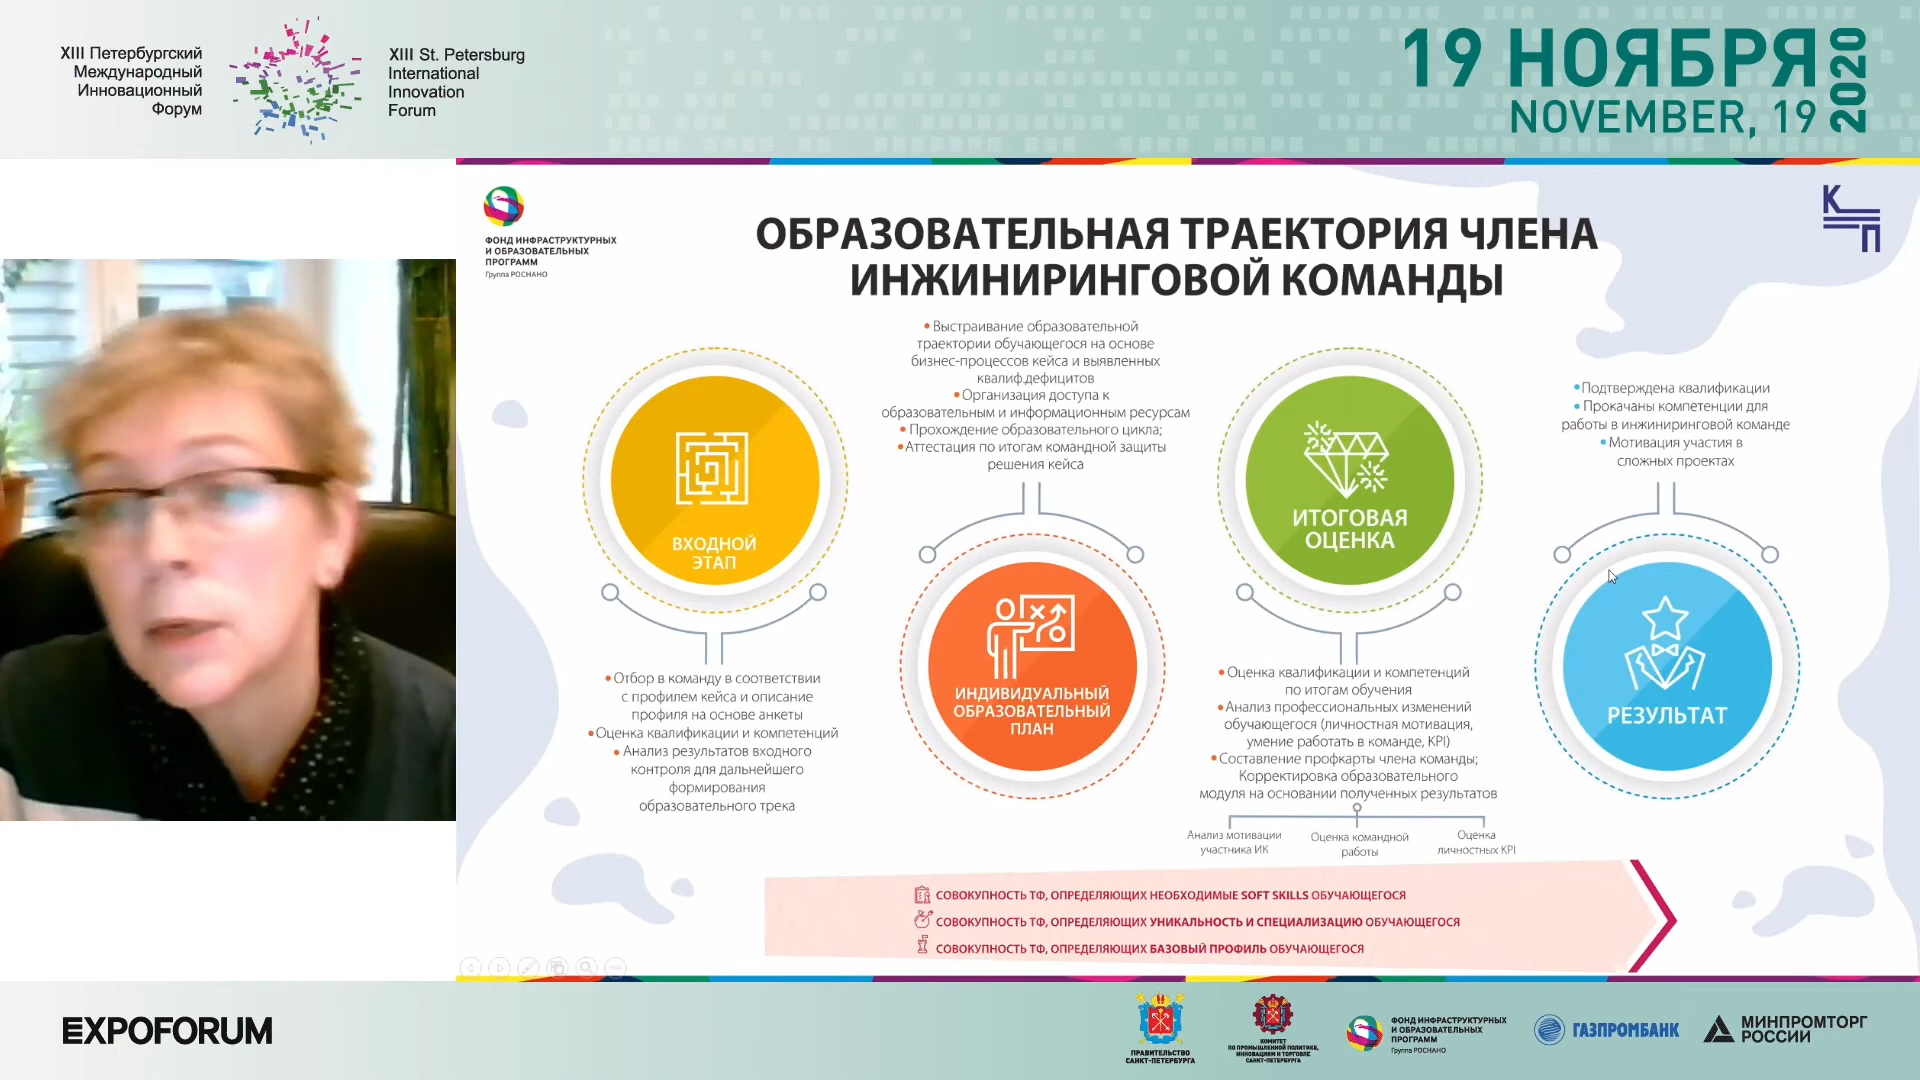 XIII Петербургский
Международный
Инновационный
Форум
XIII St. Petersburg
International
Innovation
Forum
19 НОЯБРЯ
NOVEMBER, 19
2020
ФОНД ИНФРАСТРУКТУРНЫХ
И ОБРАЗОВАТЕЛЬНЫХ
ПРОГРАММ
Группа РОСНАНО
К
П
ОБРАЗОВАТЕЛЬНАЯ ТРАЕКТОРИЯ ЧЛЕНА
ИНЖИНИРИНГОВОЙ КОМАНДЫ
ВХОДНОЙ
ЭТАП
•Отбор в команду в соответствии
с профилем кейса и описание
профиля на основе анкеты
•Оценка квалификации и компетенций
• Анализ результатов входного
контроля для дальнейшего
формирования
образовательного трека
• Выстраивание образовательной
траектории обучающегося на основе
бизнес-процессов кейса и выявленных
квалиф.дефицитов
•Организация доступа к
образовательным и информационным ресурсам
• Прохождение образовательного цикла;
•Аттестация по итогам командной защиты
решения кейса
ИНДИВИДУАЛЬНЫЙ
ОБРАЗОВАТЕЛЬНЫЙ
ПЛАН
ИТОГОВАЯ
ОЦЕНКА
•Оценка квалификации и компетенций
по итогам обучения
•Анализ профессиональных изменений
обучающегося (личностная мотивация,
умение работать в команде, KPI)
•Составление профкарты члена команды;
Корректировка образовательного
модуля на основании полученных результатов
Анализ мотивации
участника ИК
Оценка командной
работы
Оценка
личностных KPI
•Подтверждена квалификации
• Прокачаны компетенции для
работы в инжиниринговой команде
•Мотивация участия в
сложных проектах
РЕЗУЛЬТАТ
СОВОКУПНОСТЬ ТФ, ОПРЕДЕЛЯЮЩИХ НЕОБХОДИМЫЕ SOFT SKILLS ОБУЧАЮЩЕГОСЯ
СОВОКУПНОСТЬ ТФ, ОПРЕДЕЛЯЮЩИХ УНИКАЛЬНОСТЬ И СПЕЦИАЛИЗАЦИЮ ОБУЧАЮЩЕГОСЯ
СОВОКУПНОСТЬ ТФ, ОПРЕДЕЛЯЮЩИХ БАЗОВЫЙ ПРОФИЛЬ ОБУЧАЮЩЕГОСЯ
EXPOFORUM
ПРАВИТЕЛЬСТВО
САНКТ-ПЕТЕРБУРГА
КОМИТЕТ
ПО ПРОМЫШЛЕННОЙ ПОЛИТИКЕ,
ИННОВАЦИЯМ И ТОРГОВЛЕ
САНКТ-ПЕТЕРБУРГА
ФОНД ИНФРАСТРУКТУРНЫХ
И ОБРАЗОВАТЕЛЬНЫХ
ПРОГРАММ
Группа РОСНАНО
ГАЗПРОМБАНК
МИНПРОМТОРГ
РОССИИ